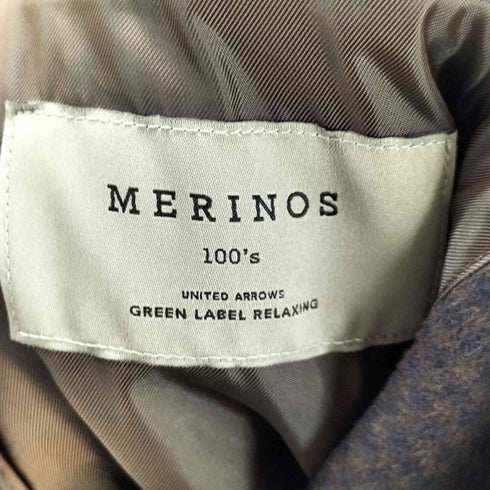 MERINOS
100's
UNITED ARROWS
GREEN LABEL RELAXING